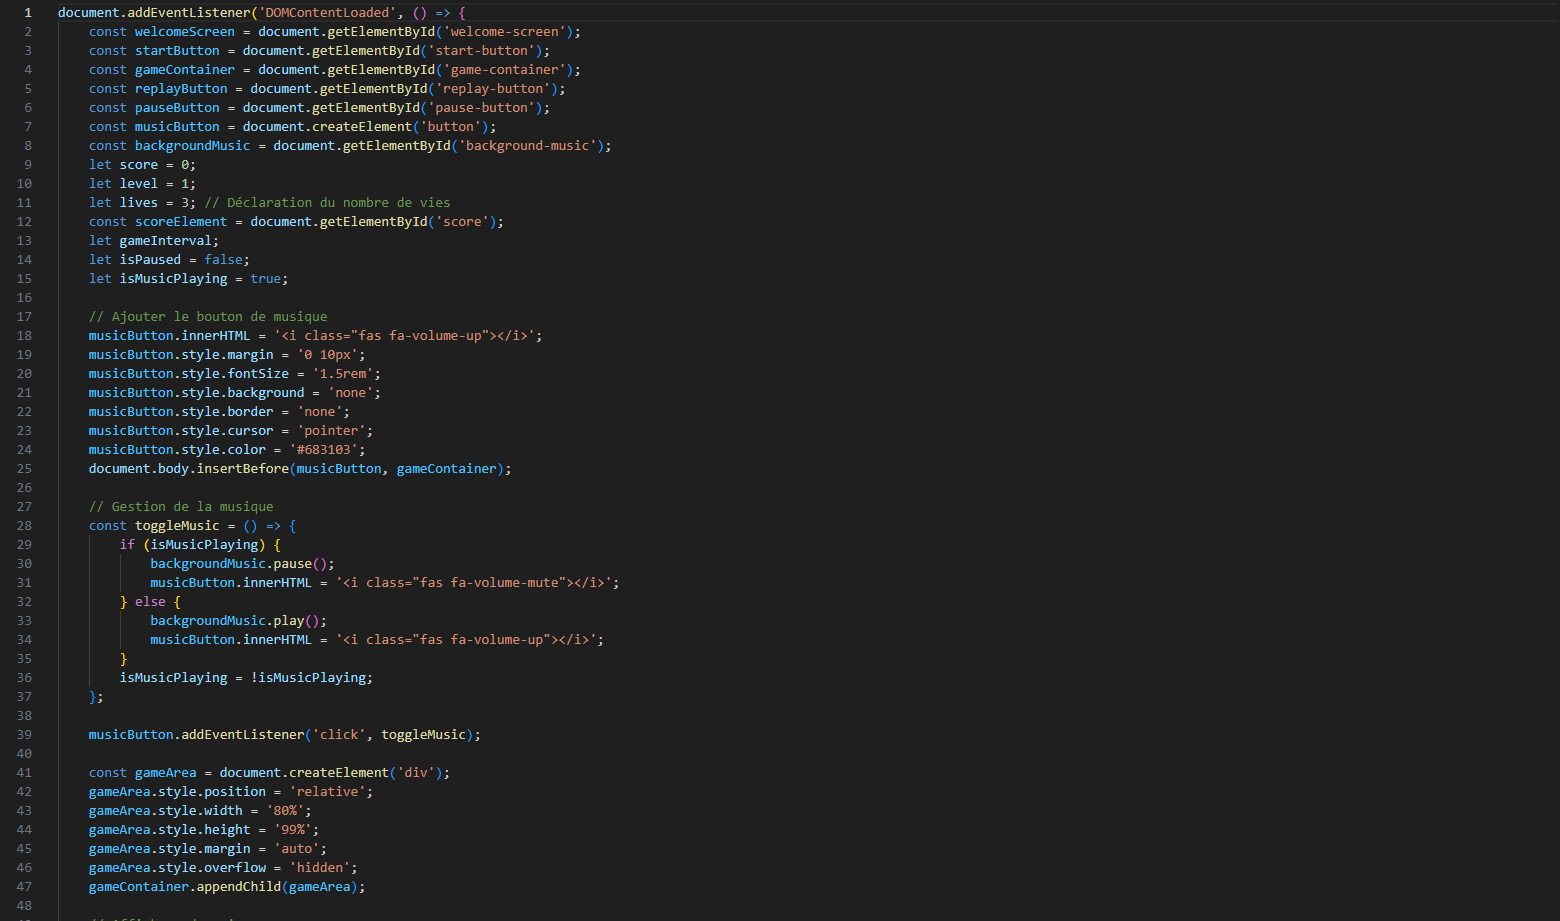 1 document.addEventListener('DOMContentLoaded', () => {
2     const welcomeScreen = document.getElementById('welcome-screen');
3     const startButton = document.getElementById('start-button');
4     const gameContainer = document.getElementById('game-container');
5     const replayButton = document.getElementById('replay-button');
6     const pauseButton = document.getElementById('pause-button');
7     const musicButton = document.createElement('button');
8     const backgroundMusic = document.getElementById('background-music');
9     let score = 0;
10     let level = 1;
11     let lives = 3; // Déclaration du nombre de vies
12     const scoreElement = document.getElementById('score');
13     let gameInterval;
14     let isPaused = false;
15     let isMusicPlaying = true;
16
17     // Ajouter le bouton de musique
18     musicButton.innerHTML = '<i class="fas fa-volume-up"></i>';
19     musicButton.style.margin = '0 10px';
20     musicButton.style.fontSize = '1.5rem';
21     musicButton.style.background = 'none';
22     musicButton.style.border = 'none';
23     musicButton.style.cursor = 'pointer';
24     musicButton.style.color = '#683103';
25     document.body.insertBefore(musicButton, gameContainer);
26
27     // Gestion de la musique
28     const toggleMusic = () => {
29         if (isMusicPlaying) {
30             backgroundMusic.pause();
31             musicButton.innerHTML = '<i class="fas fa-volume-mute"></i>';
32         } else {
33             backgroundMusic.play();
34             musicButton.innerHTML = '<i class="fas fa-volume-up"></i>';
35         }
36         isMusicPlaying = !isMusicPlaying;
37     };
38
39     musicButton.addEventListener('click', toggleMusic);
40
41     const gameArea = document.createElement('div');
42     gameArea.style.position = 'relative';
43     gameArea.style.width = '80%';
44     gameArea.style.height = '99%';
45     gameArea.style.margin = 'auto';
46     gameArea.style.overflow = 'hidden';
47     gameContainer.appendChild(gameArea);
48